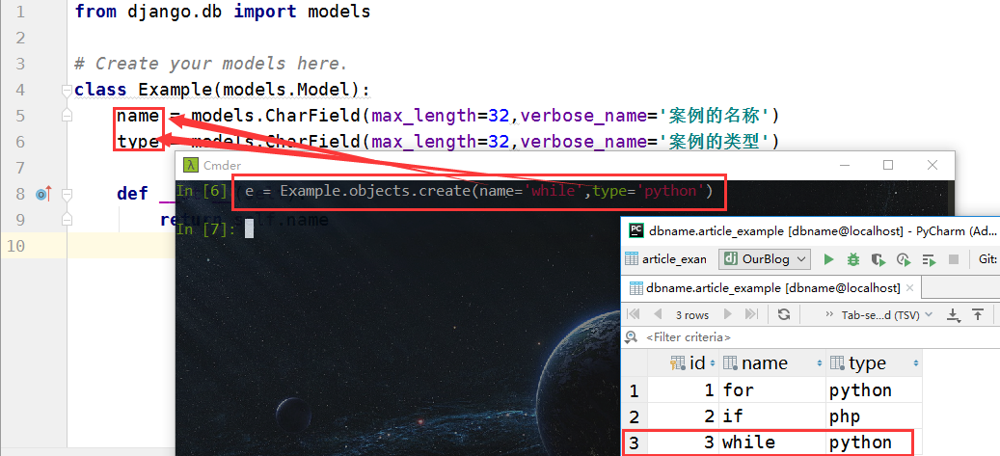 1 from django.db import models
2
3 # Create your models here.
4 class Example(models.Model):
5 name = models.CharField(max_length=32,verbose_name='案例的名称')
6 type = models.CharField(max_length=32,verbose_name='案例的类型')
7
8 def
9 return self.name
10
Cmder
In [6]: e = Example.objects.create(name='while',type='python')
In [7]:
dbname.article_example [dbname@localhost] - PyCharm (Ad...
article_exan OurBlog Git:
dbname.article_example [dbname@localhost]
3 rows Tab-se...d (TSV)
<Filter criteria>
id name type
1 1 for python
2 2 if php
3 3 while python